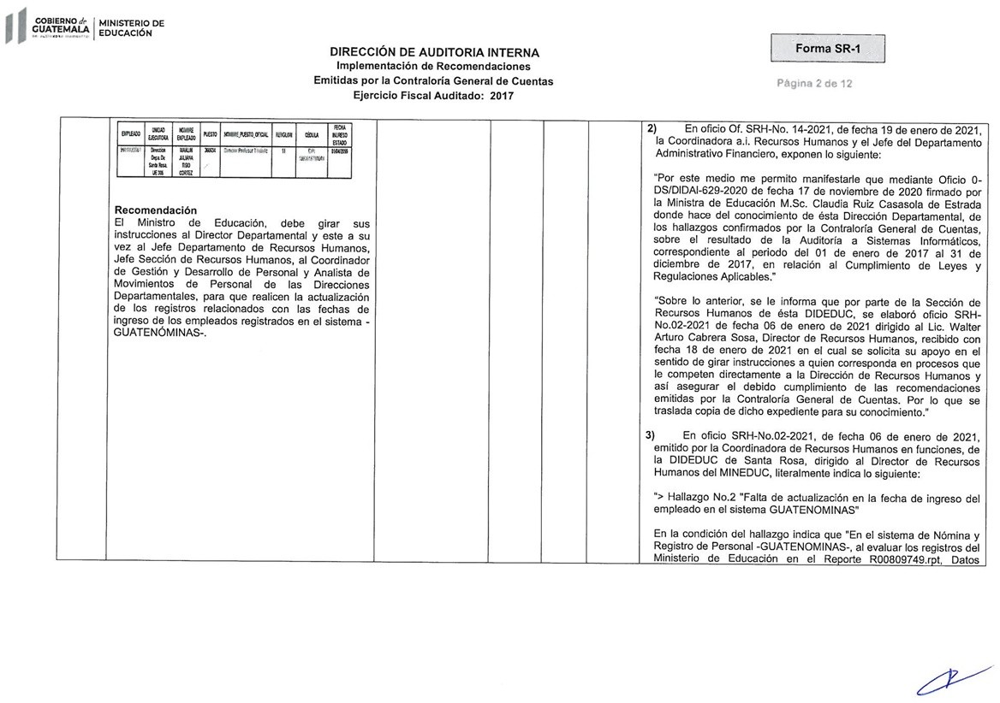 GOBIERNO de
GUATEMALA
MINISTERIO DE
EDUCACIÓN
DIRECCIÓN DE AUDITORIA INTERNA
Implementación de Recomendaciones
Emitidas por la Contraloría General de Cuentas
Ejercicio Fiscal Auditado: 2017
Forma SR-1
Página 2 de 12
EMPLEADO UNIDAD EJECUTORA NOMBRE EMPLEADO PUESTO NOMBRE_PUESTO_OFICIAL RENGLON CÉDULA FECHA INGRESO ESTADO
Dirección
Depa. De
Santa Rosa,
UE 306
JULIANA
CORTEZ
11
Recomendación
El Ministro de Educación, debe girar sus
instrucciones al Director Departamental y este a su
vez al Jefe Departamento de Recursos Humanos,
Jefe Sección de Recursos Humanos, al Coordinador
de Gestión y Desarrollo de Personal y Analista de
Movimientos de Personal de las Direcciones
Departamentales, para que realicen la actualización
de los registros relacionados con las fechas de
ingreso de los empleados registrados en el sistema -
GUATENÓMINAS-.
2) En oficio Of. SRH-No. 14-2021, de fecha 19 de enero de 2021,
la Coordinadora a.i. Recursos Humanos y el Jefe del Departamento
Administrativo Financiero, exponen lo siguiente:
“Por este medio me permito manifestarle que mediante Oficio 0-
DS/DIDAI-629-2020 de fecha 17 de noviembre de 2020 firmado por
la Ministra de Educación M.Sc. Claudia Ruiz Casasola de Estrada
donde hace del conocimiento de ésta Dirección Departamental, de
los hallazgos confirmados por la Contraloría General de Cuentas,
sobre el resultado de la Auditoría a Sistemas Informáticos,
correspondiente al periodo del 01 de enero de 2017 al 31 de
diciembre de 2017, en relación al Cumplimiento de Leyes y
Regulaciones Aplicables."
“Sobre lo anterior, se le informa que por parte de la Sección de
Recursos Humanos de ésta DIDEDUC, se elaboró oficio SRH-
No.02-2021 de fecha 06 de enero de 2021 dirigido al Lic. Walter
Arturo Cabrera Sosa, Director de Recursos Humanos, recibido con
fecha 18 de enero de 2021 en el cual se solicita su apoyo en el
sentido de girar instrucciones a quien corresponda en procesos que
le competen directamente a la Dirección de Recursos Humanos y
así asegurar el debido cumplimiento de las recomendaciones
emitidas por la Contraloría General de Cuentas. Por lo que se
traslada copia de dicho expediente para su conocimiento."
3) En oficio SRH-No.02-2021, de fecha 06 de enero de 2021,
emitido por la Coordinadora de Recursos Humanos en funciones, de
la DIDEDUC de Santa Rosa, dirigido al Director de Recursos
Humanos del MINEDUC, literalmente indica lo siguiente:
"> Hallazgo No.2 "Falta de actualización en la fecha de ingreso del
empleado en el sistema GUATENOMINAS"
En la condición del hallazgo indica que "En el sistema de Nómina y
Registro de Personal -GUATENOMINAS-, al evaluar los registros del
Ministerio de Educación en el Reporte R00809749.rpt, Datos